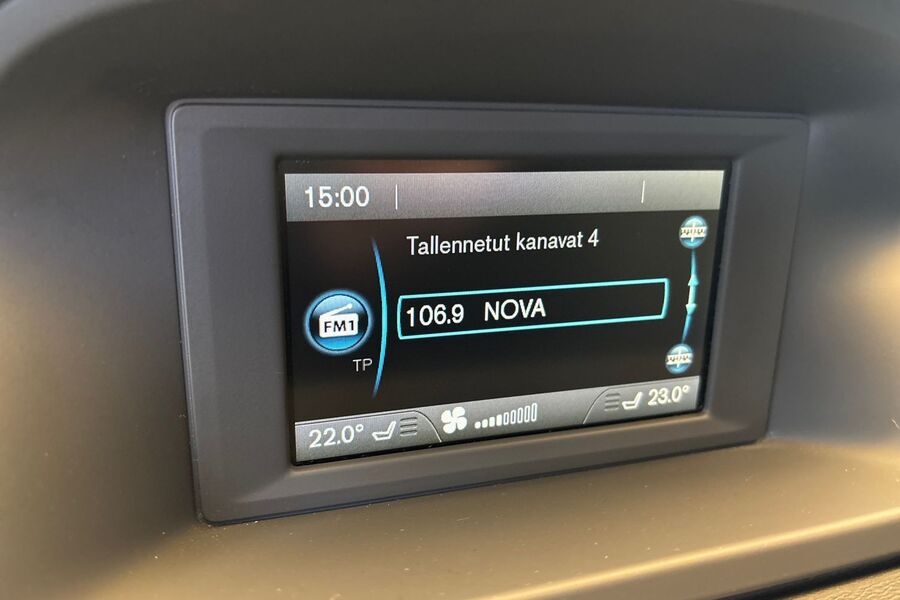 15:00
Tallennetut kanavat 4
FM1
106.9 NOVA
TP
22.0°
23.0°